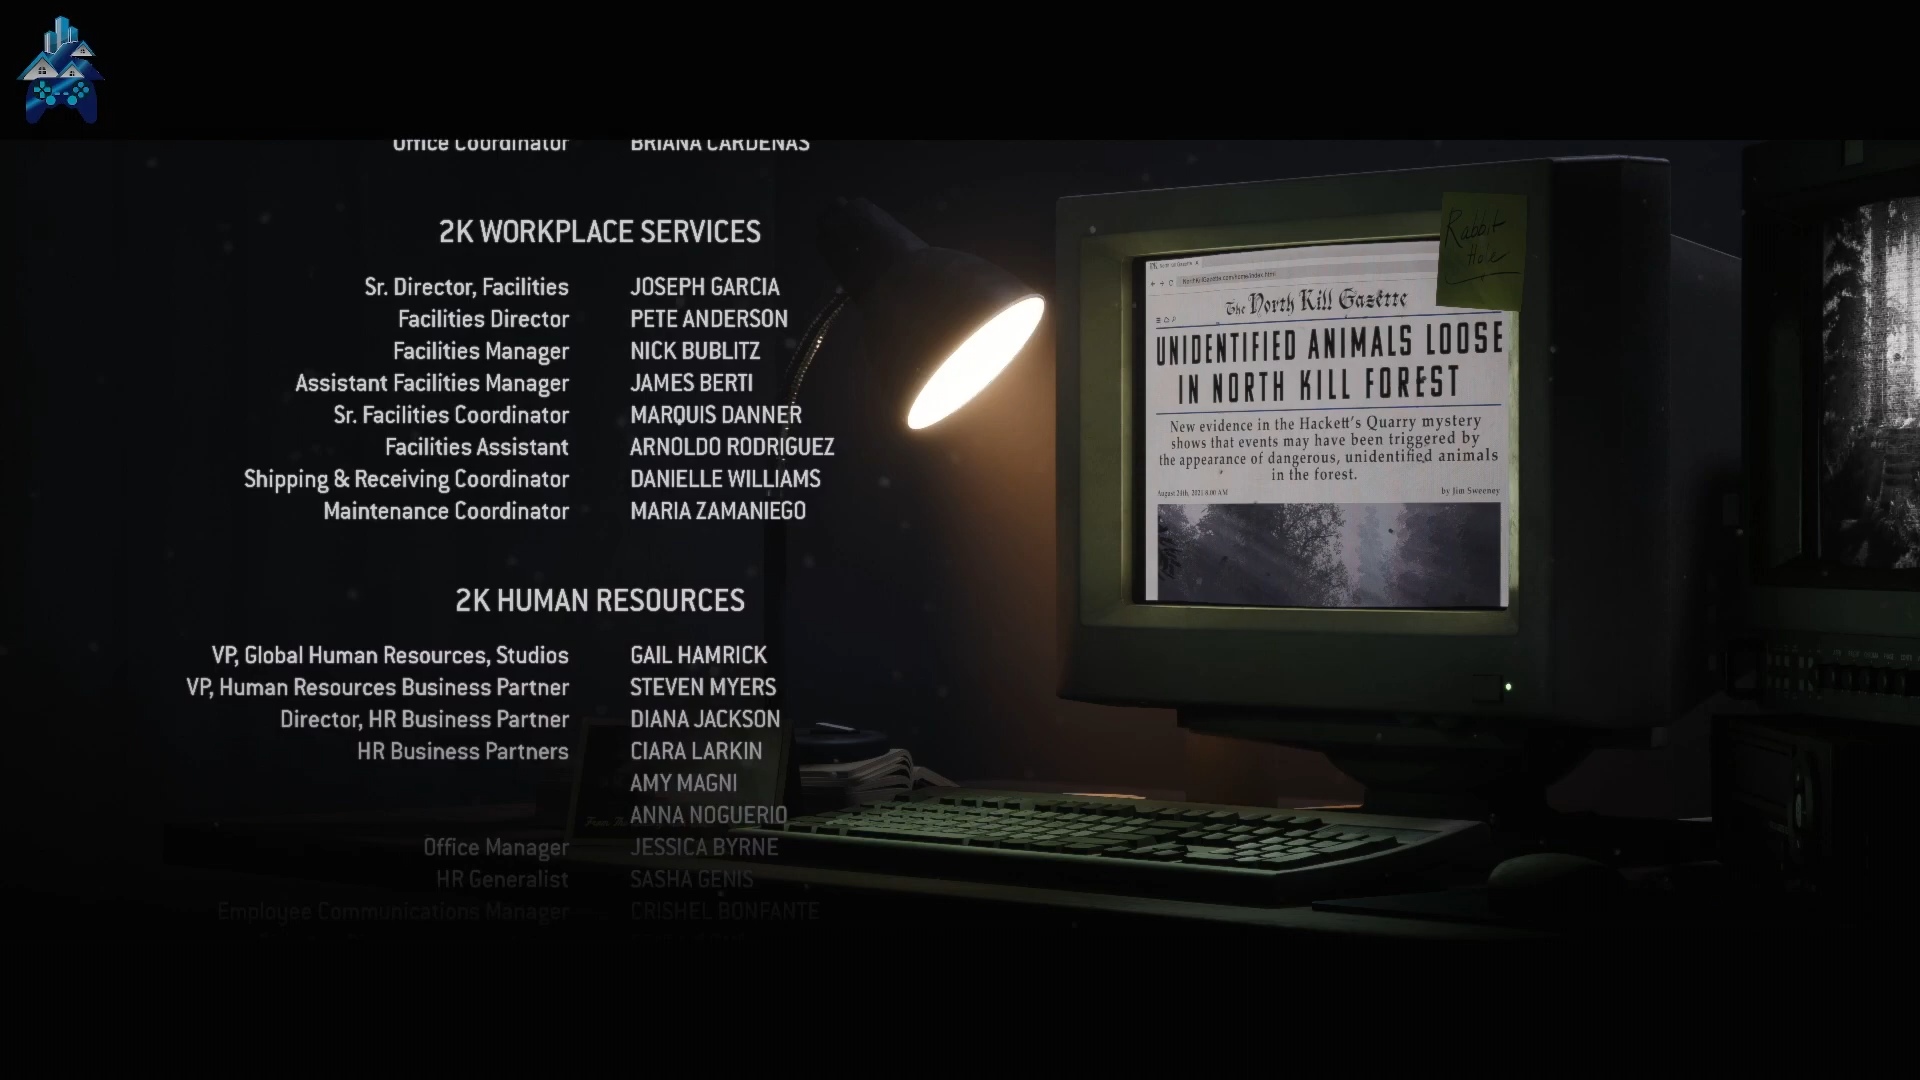 Office Coordinator BRIANA CARDENAS
2K WORKPLACE SERVICES
Sr. Director, Facilities JOSEPH GARCIA
Facilities Director PETE ANDERSON
Facilities Manager NICK BUBLITZ
Assistant Facilities Manager JAMES BERTI
Sr. Facilities Coordinator MARQUIS DANNER
Facilities Assistant ARNOLDO RODRIGUEZ
Shipping & Receiving Coordinator DANIELLE WILLIAMS
Maintenance Coordinator MARIA ZAMANIEGO
2K HUMAN RESOURCES
VP, Global Human Resources, Studios GAIL HAMRICK
VP, Human Resources Business Partner STEVEN MYERS
Director, HR Business Partner DIANA JACKSON
HR Business Partners CIARA LARKIN
AMY MAGNI
ANNA NOGUERIO
Office Manager JESSICA BYRNE
HR Generalist SASHA GENIS
Employee Communications Manager CRISHEL BONFANTE
Rabbit
Hole
The North Kill Gazette
UNIDENTIFIED ANIMALS LOOSE
IN NORTH KILL FOREST
New evidence in the Hackett's Quarry mystery
shows that events may have been triggered by
the appearance of dangerous, unidentified animals
in the forest.
by Jim Sweeney